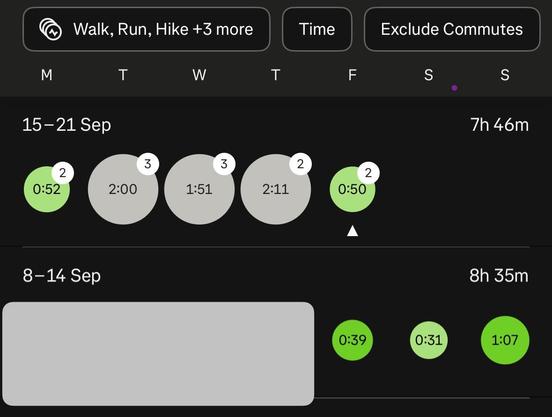 Walk, Run, Hike +3 more Time Exclude Commutes
M T W T F S S
15–21 Sep 7h 46m
2 3 3 2 2
0:52 2:00 1:51 2:11 0:50
8–14 Sep 8h 35m
0:39 0:31 1:07